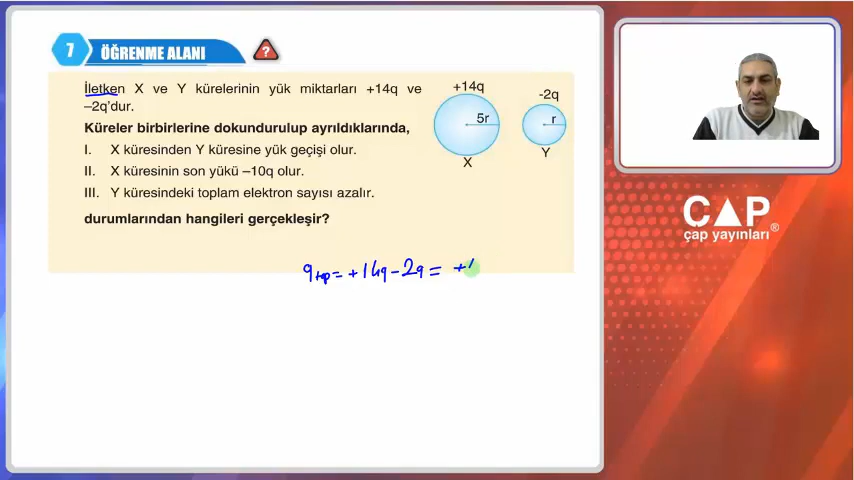 7 ÖĞRENME ALANI ?
İletken X ve Y kürelerinin yük miktarları +14q ve
–2q'dur.
Küreler birbirlerine dokundurulup ayrıldıklarında,
I. X küresinden Y küresine yük geçişi olur.
II. X küresinin son yükü –10q olur.
III. Y küresindeki toplam elektron sayısı azalır.
durumlarından hangileri gerçekleşir?
+14q
5r
X
-2q
r
Y
q top = +14q – 2q = +1
ÇAP
çap yayınları®